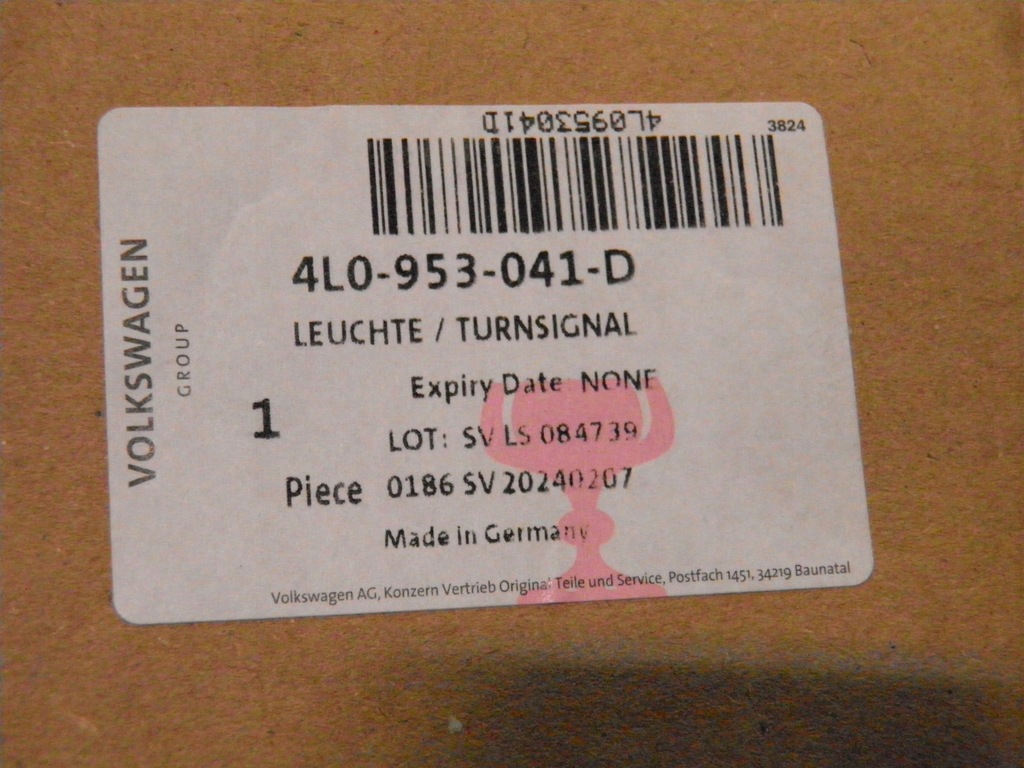 4L0953041D
3824
4L0-953-041-D
LEUCHTE / TURNSIGNAL
Expiry Date NONE
1
LOT: SV LS 084739
Piece 0186 SV 20240207
Made in Germany
Volkswagen AG, Konzern Vertrieb Original Teile und Service, Postfach 1451, 34219 Baunatal
VOLKSWAGEN
GROUP